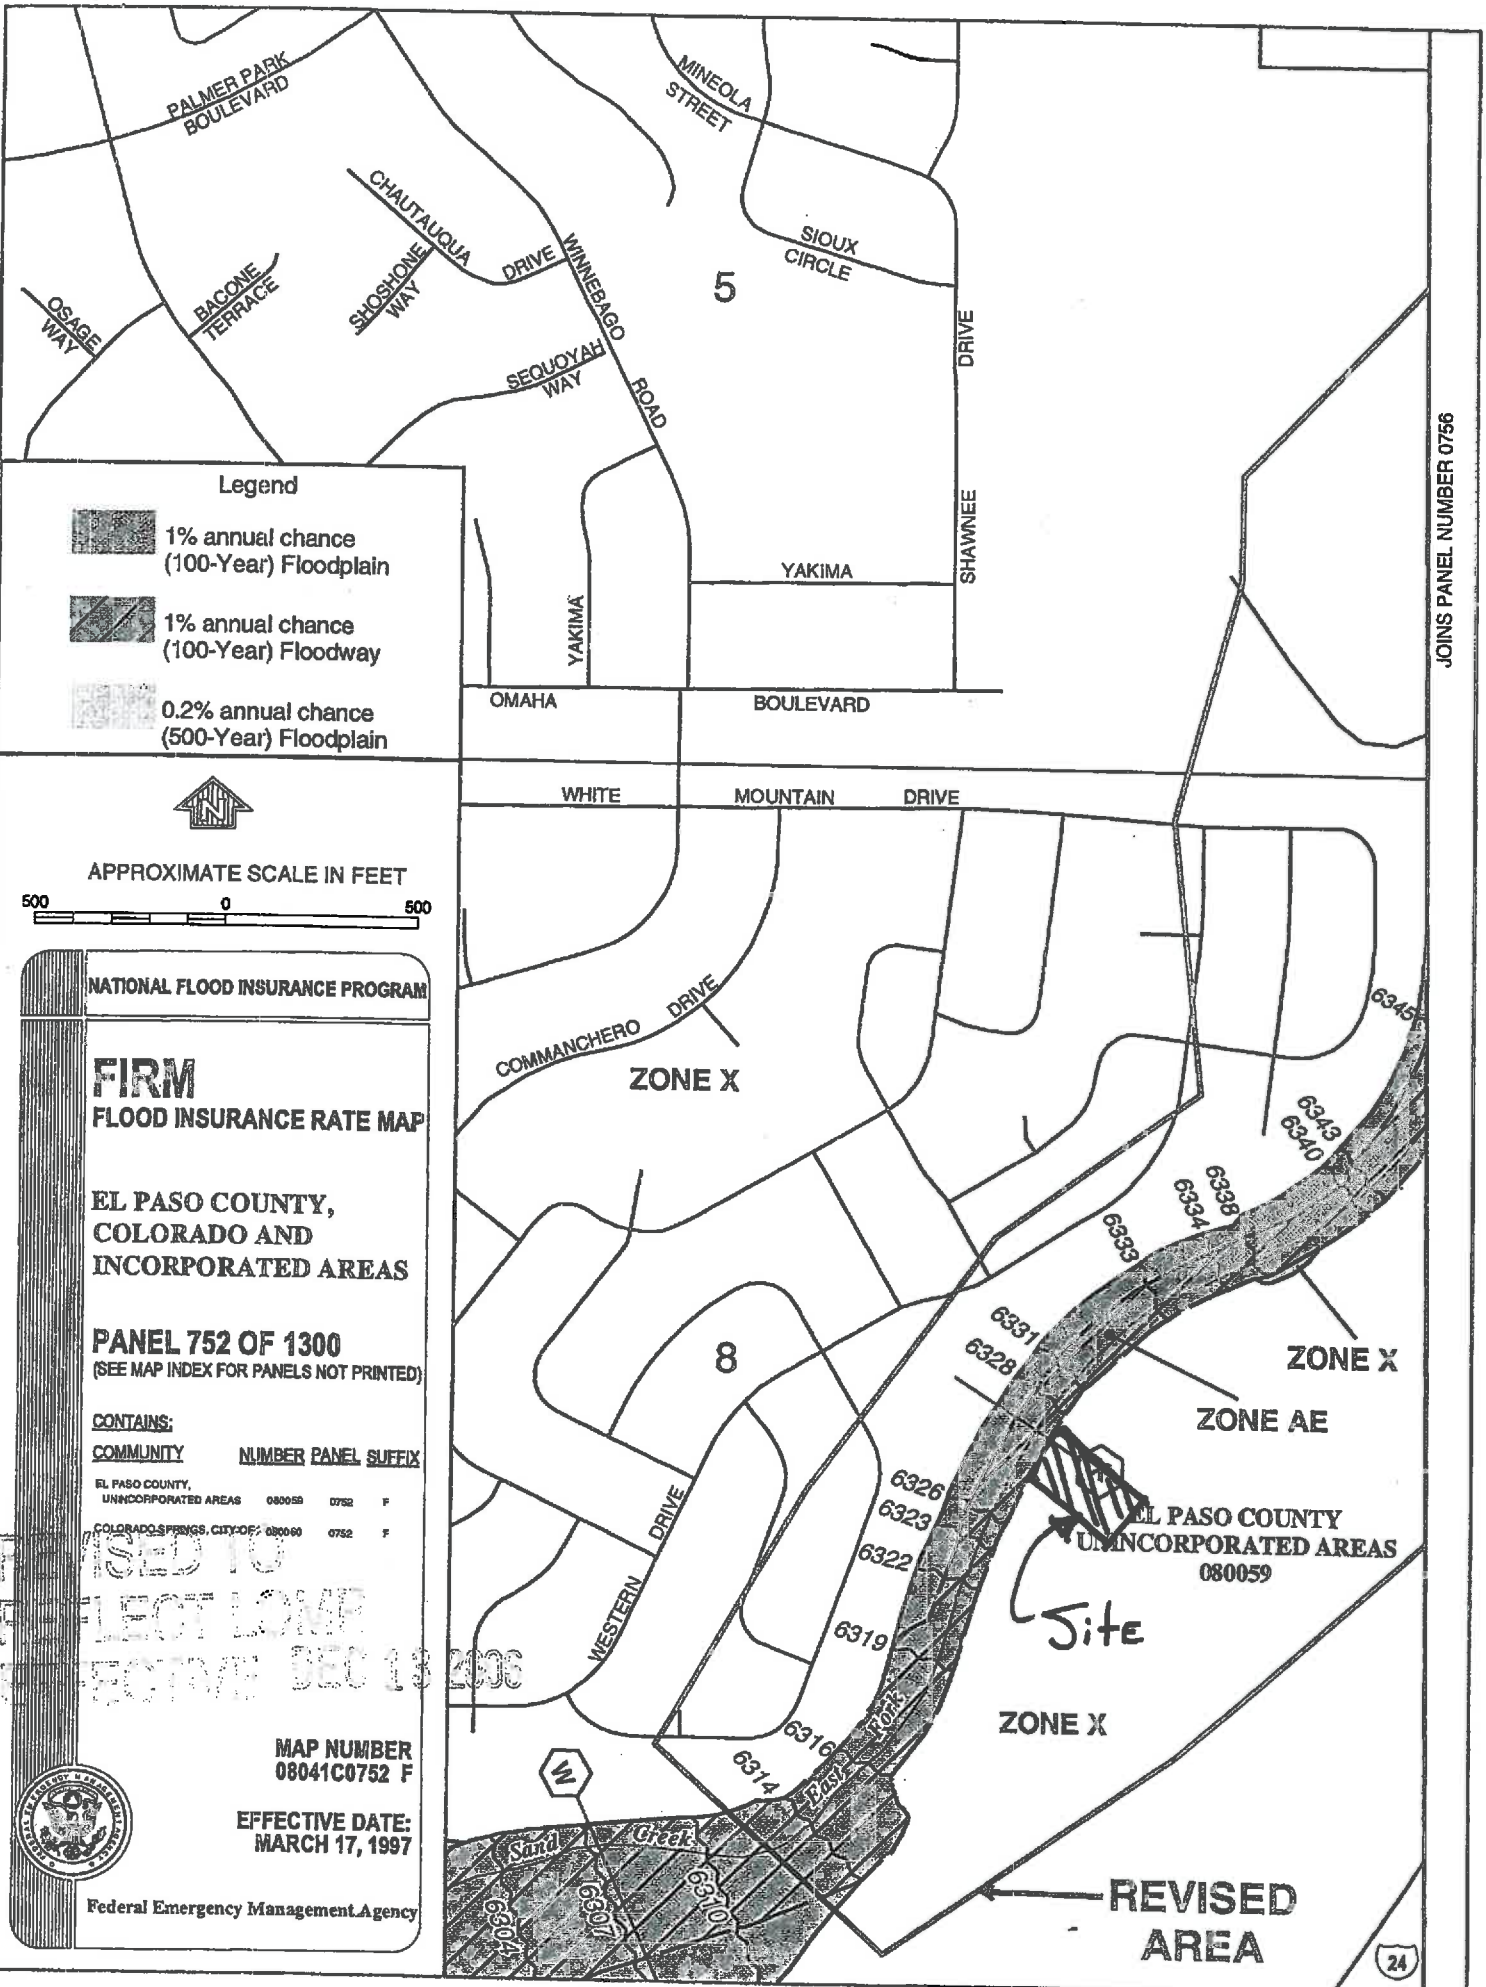 PALMER PARK
BOULEVARD
MINEOLA
STREET
CHAUTAUQUA
DRIVE
SHOSHONE
WAY
WINNEBAGO
ROAD
SIOUX
CIRCLE
5
BACONE
TERRACE
OSAGE
WAY
SEQUOYAH
WAY
DRIVE
SHAWNEE
JOINS PANEL NUMBER 0756
Legend
1% annual chance
(100-Year) Floodplain
1% annual chance
(100-Year) Floodway
0.2% annual chance
(500-Year) Floodplain
YAKIMA
YAKIMA
OMAHA BOULEVARD
WHITE MOUNTAIN DRIVE
N
APPROXIMATE SCALE IN FEET
500 0 500
NATIONAL FLOOD INSURANCE PROGRAM
FIRM
FLOOD INSURANCE RATE MAP
EL PASO COUNTY,
COLORADO AND
INCORPORATED AREAS
PANEL 752 OF 1300
(SEE MAP INDEX FOR PANELS NOT PRINTED)
CONTAINS:
COMMUNITY NUMBER PANEL SUFFIX
EL PASO COUNTY,
UNINCORPORATED AREAS 080059 0752 F
COLORADO SPRINGS, CITY OF: 080060 0752 F
REVISED TO
REFLECT LOMR
EFFECTIVE DEC 13 2006
MAP NUMBER
08041C0752 F
EFFECTIVE DATE:
MARCH 17, 1997
Federal Emergency Management Agency
COMMANCHERO DRIVE
ZONE X
6345
6343
6340
6338
6334
6333
6331
6328
ZONE X
ZONE AE
8
6326
6323
6322
6319
6316
6314
EL PASO COUNTY
UNINCORPORATED AREAS
080059
Site
ZONE X
WESTERN DRIVE
W
East Fork
Sand Creek
6310
6307
6304
REVISED
AREA
24